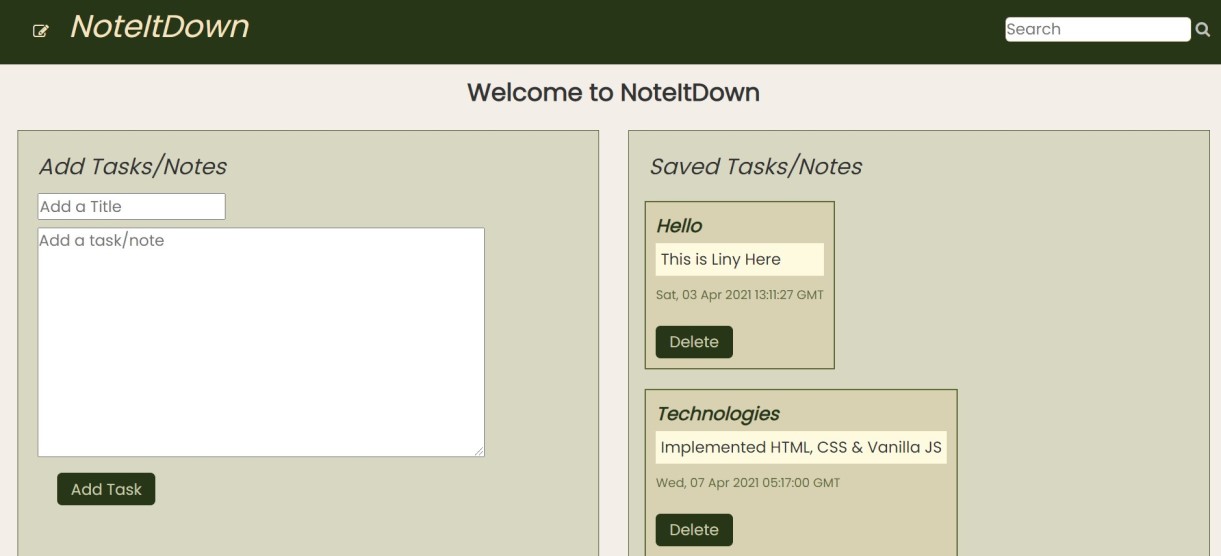 NoteItDown
Search
Welcome to NoteItDown
Add Tasks/Notes
Add a Title
Add a task/note
Add Task
Saved Tasks/Notes
Hello
This is Liny Here
Sat, 03 Apr 2021 13:11:27 GMT
Delete
Technologies
Implemented HTML, CSS & Vanilla JS
Wed, 07 Apr 2021 05:17:00 GMT
Delete